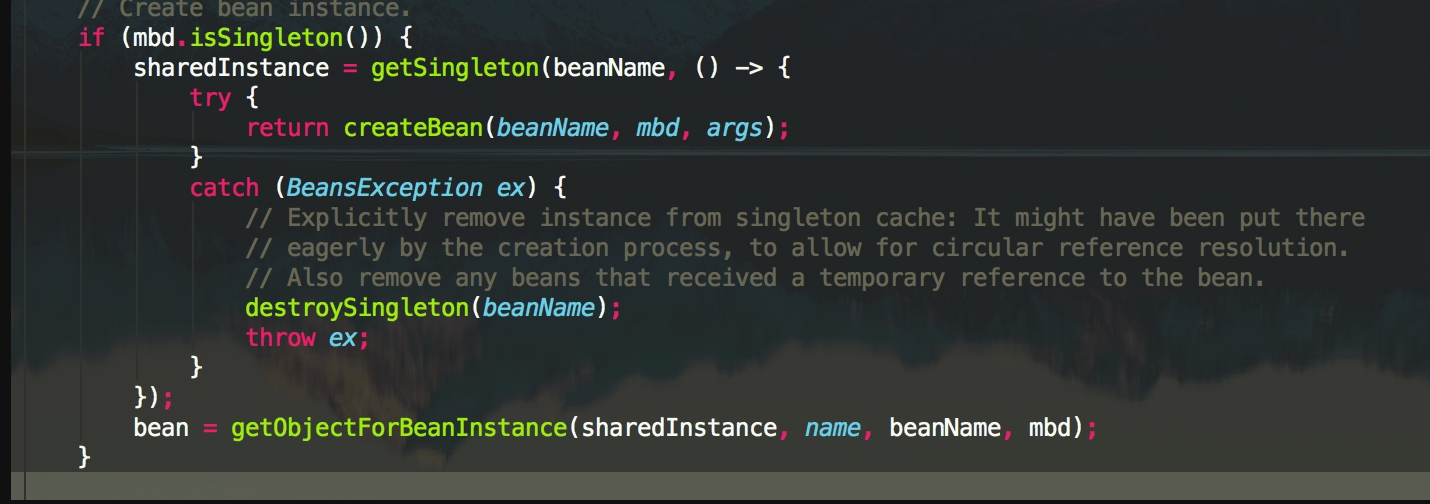 // Create bean instance.
if (mbd.isSingleton()) {
sharedInstance = getSingleton(beanName, () -> {
try {
return createBean(beanName, mbd, args);
}
catch (BeansException ex) {
// Explicitly remove instance from singleton cache: It might have been put there
// eagerly by the creation process, to allow for circular reference resolution.
// Also remove any beans that received a temporary reference to the bean.
destroySingleton(beanName);
throw ex;
}
});
bean = getObjectForBeanInstance(sharedInstance, name, beanName, mbd);
}